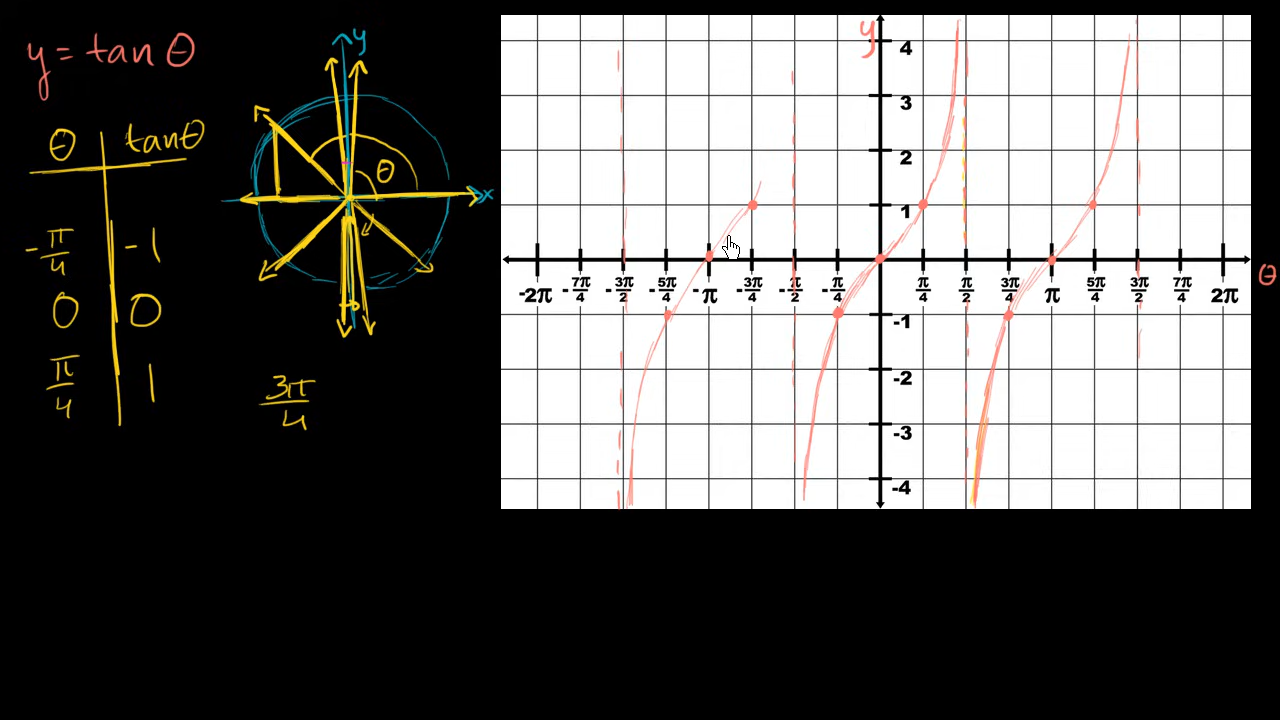 y = tan θ
y
θ tanθ
x
θ
-π/4 -1
0 0
π/4 1
3π/4
y
4
3
2
1
-2π -7π/4 -3π/2 -5π/4 -π -3π/4 -π/2 -π/4 π/4 π/2 3π/4 π 5π/4 3π/2 7π/4 2π
θ
-1
-2
-3
-4